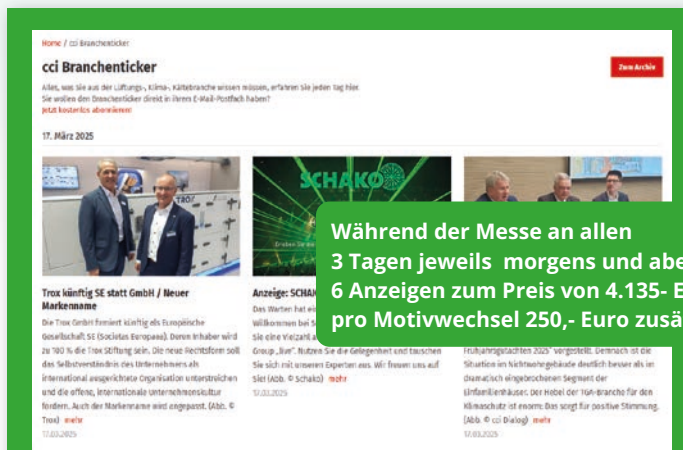 Home / cci Branchenticker
cci Branchenticker
Zum Archiv
Alles, was Sie aus der Lüftungs-, Klima-, Kältebranche wissen müssen, erfahren Sie jeden Tag hier.
Sie wollen den Branchenticker direkt in Ihrem E-Mail-Postfach haben?
Jetzt kostenlos abonnieren!
17. März 2025
TROX
SCHAKO
Während der Messe an allen
3 Tagen jeweils morgens und abe
6 Anzeigen zum Preis von 4.135- E
pro Motivwechsel 250,- Euro zusä
Trox künftig SE statt GmbH / Neuer
Markenname
Die Trox GmbH firmiert künftig als Europäische
Gesellschaft SE (Societas Europaea). Deren Inhaber wird
zu 100 % die Trox Stiftung sein. Die neue Rechtsform soll
das Selbstverständnis des Unternehmens als
international ausgerichtete Organisation unterstreichen
und die offene, internationale Unternehmenskultur
fördern. Auch der Markenname wird angepasst. (Abb. ©
Trox) mehr
17.03.2025
Anzeige: SCHAK
Das Warten hat ei
Willkommen bei S
Sie eine Vielzahl a
Group „live“. Nutzen Sie die Gelegenheit und tauschen
Sie sich mit unseren Experten aus. Wir freuen uns auf
Sie! (Abb. © Schako) mehr
17.03.2025
Frühjahrsgutachten 2025“ vorgestellt. Demnach ist die
Situation im Nichtwohngebäude deutlich besser als im
dramatisch eingebrochenen Segment der
Einfamilienhäuser. Der Hebel der TGA-Branche für den
Klimaschutz ist enorm: Das sorgt für positive Stimmung.
(Abb. © cci Dialog) mehr
17.03.2025